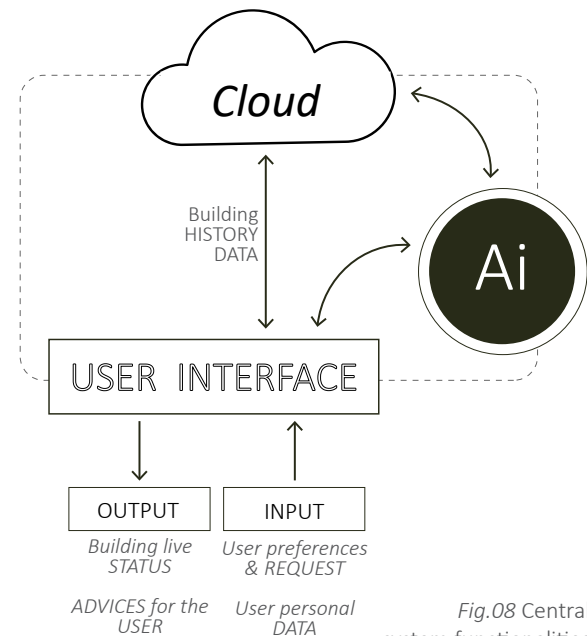 Cloud
Building
HISTORY
DATA
Ai
USER INTERFACE
OUTPUT
Building live
STATUS
ADVICES for the
USER
INPUT
User preferences
& REQUEST
User personal
DATA
Fig.08 Centra